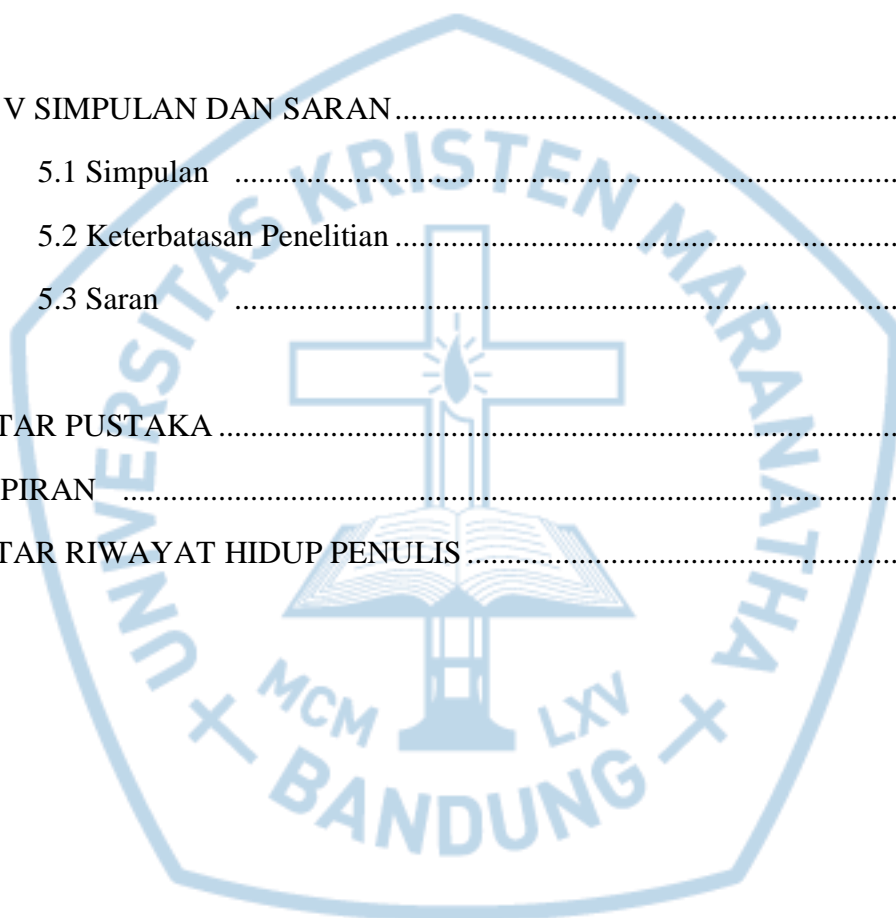 V SIMPULAN DAN SARAN ..........................................................
5.1 Simpulan ..........................................................
5.2 Keterbatasan Penelitian ..........................................................
5.3 Saran ..........................................................
TAR PUSTAKA ..........................................................
PIRAN ..........................................................
TAR RIWAYAT HIDUP PENULIS ..........................................................
UNIVERSITAS KRISTEN MARANATHA
MCM LXV
BANDUNG